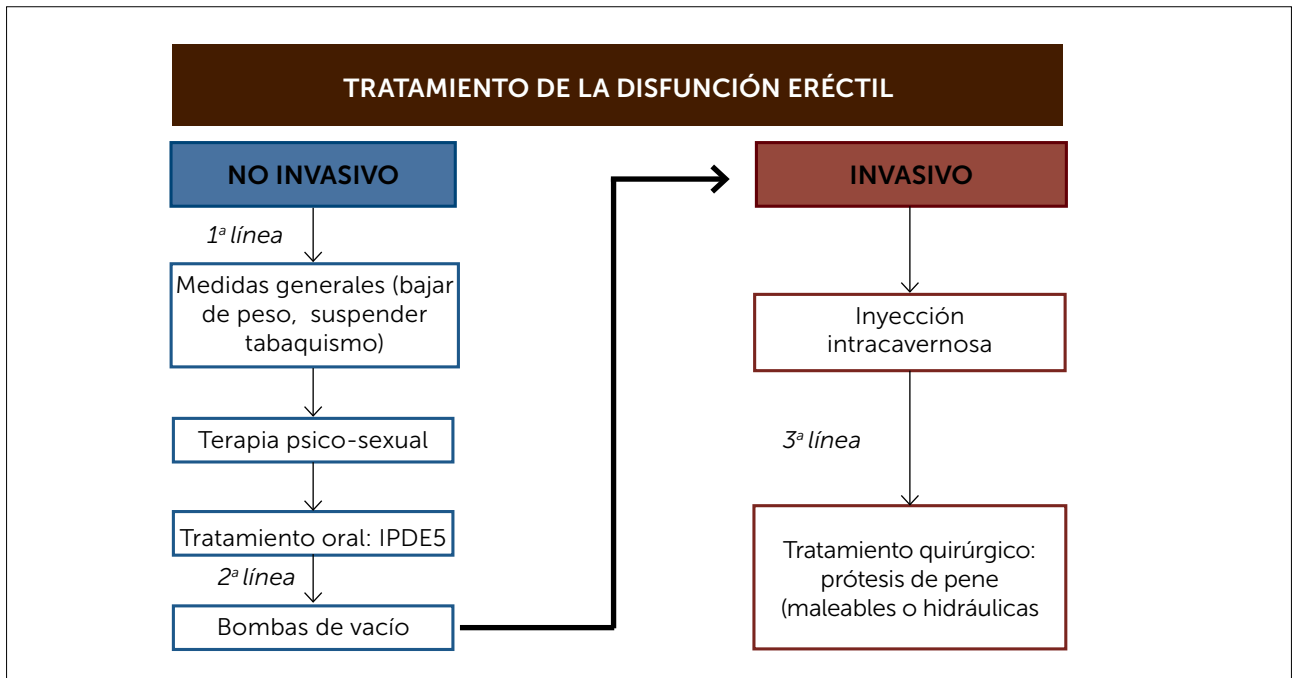 TRATAMIENTO DE LA DISFUNCIÓN ERÉCTIL
NO INVASIVO
1ª línea
Medidas generales (bajar
de peso, suspender
tabaquismo)
Terapia psico-sexual
Tratamiento oral: IPDE5
2ª línea
Bombas de vacío
INVASIVO
Inyección
intracavernosa
3ª línea
Tratamiento quirúrgico:
prótesis de pene
(maleables o hidráulicas